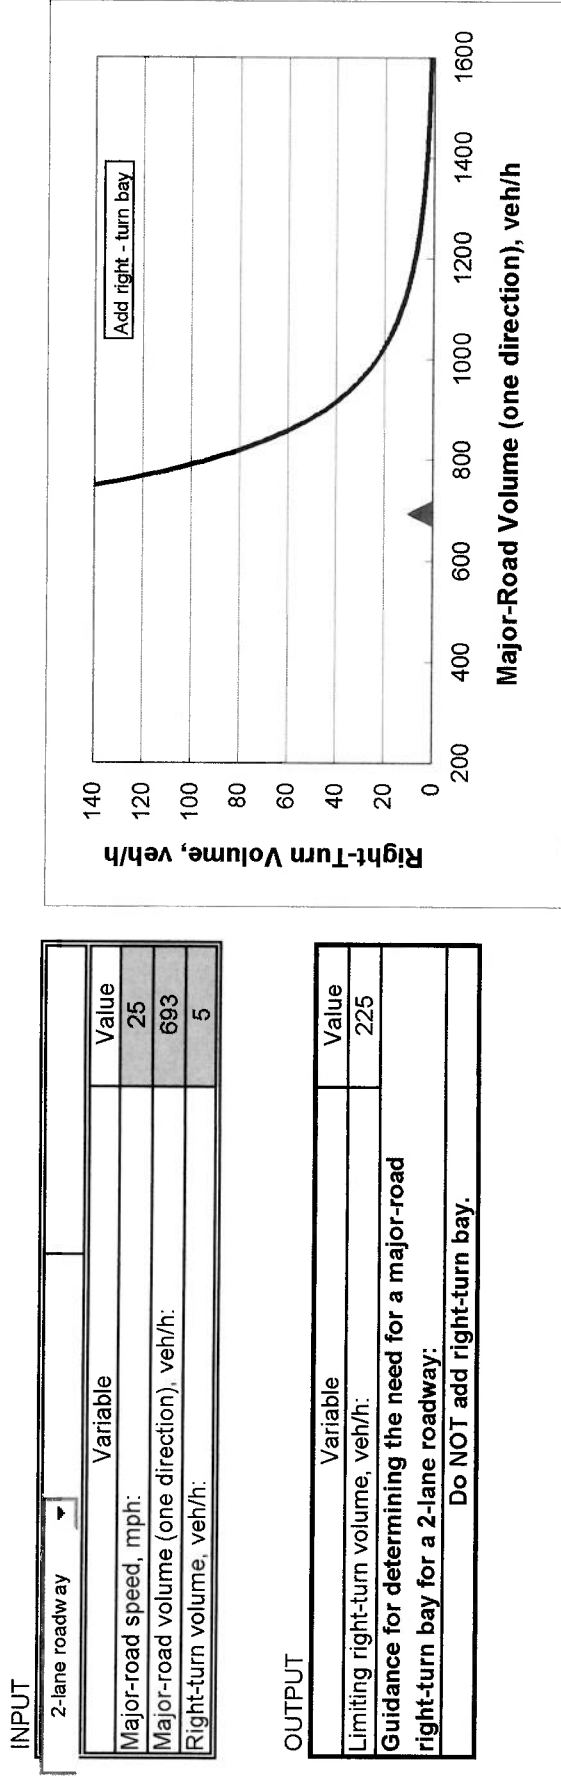 INPUT
2-lane roadway
Variable Value
Major-road speed, mph: 25
Major-road volume (one direction), veh/h: 693
Right-turn volume, veh/h: 5
OUTPUT
Variable Value
Limiting right-turn volume, veh/h: 225
Guidance for determining the need for a major-road
right-turn bay for a 2-lane roadway:
Do NOT add right-turn bay.
Right-Turn Volume, veh/h
140
120
100
80
60
40
20
0
Add right - turn bay
200 400 600 800 1000 1200 1400 1600
Major-Road Volume (one direction), veh/h